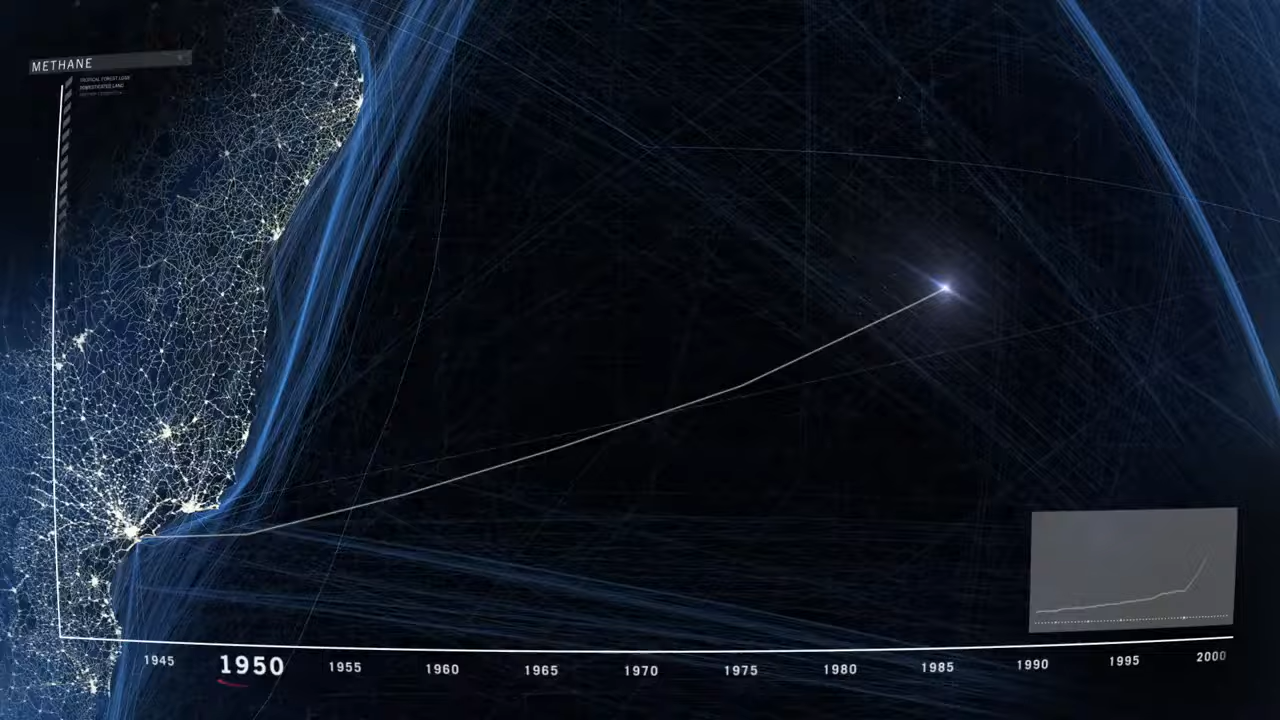 METHANE
TROPICAL FOREST LOSS
DOMESTICATED LAND
1945 1950 1955 1960 1965 1970 1975 1980 1985 1990 1995 2000